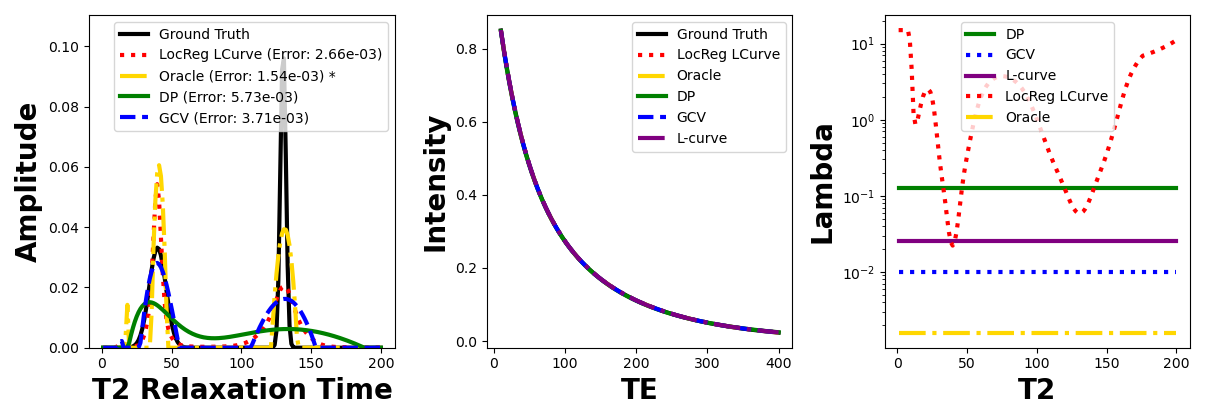 Amplitude
0.10
0.08
0.06
0.04
0.02
0.00
Ground Truth
LocReg LCurve (Error: 2.66e-03)
Oracle (Error: 1.54e-03) *
DP (Error: 5.73e-03)
GCV (Error: 3.71e-03)
0 50 100 150 200
T2 Relaxation Time
Intensity
0.8
0.6
0.4
0.2
0.0
Ground Truth
LocReg LCurve
Oracle
DP
GCV
L-curve
0 100 200 300 400
TE
Lambda
10^1
10^0
10^−1
10^−2
DP
GCV
L-curve
LocReg LCurve
Oracle
0 50 100 150 200
T2